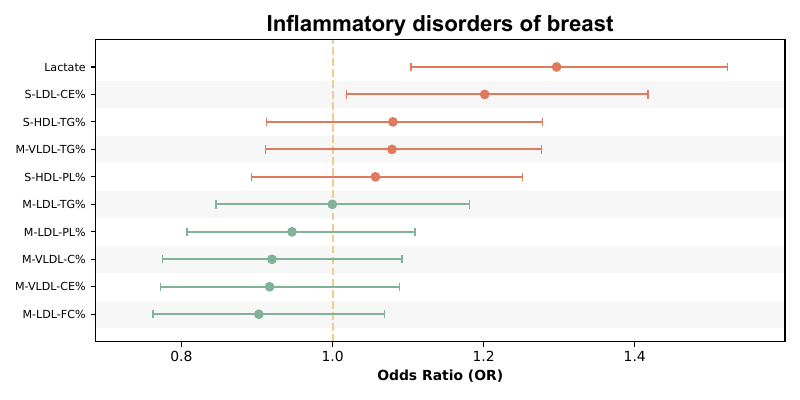 Inflammatory disorders of breast
Lactate
S-LDL-CE%
S-HDL-TG%
M-VLDL-TG%
S-HDL-PL%
M-LDL-TG%
M-LDL-PL%
M-VLDL-C%
M-VLDL-CE%
M-LDL-FC%
0.8 1.0 1.2 1.4
Odds Ratio (OR)